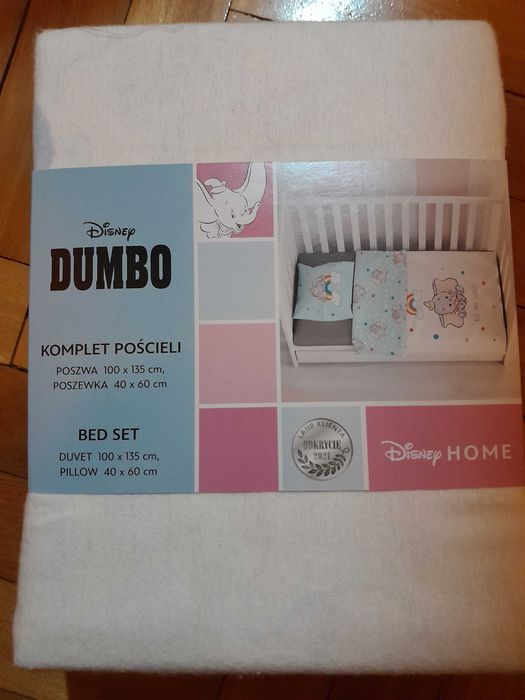 Disney
DUMBO
KOMPLET POŚCIELI
POSZWA 100 x 135 cm,
POSZEWKA 40 x 60 cm
BED SET
DUVET 100 x 135 cm,
PILLOW 40 x 60 cm
LAUR KLIENTA
ODKRYCIE
2021
Disney HOME